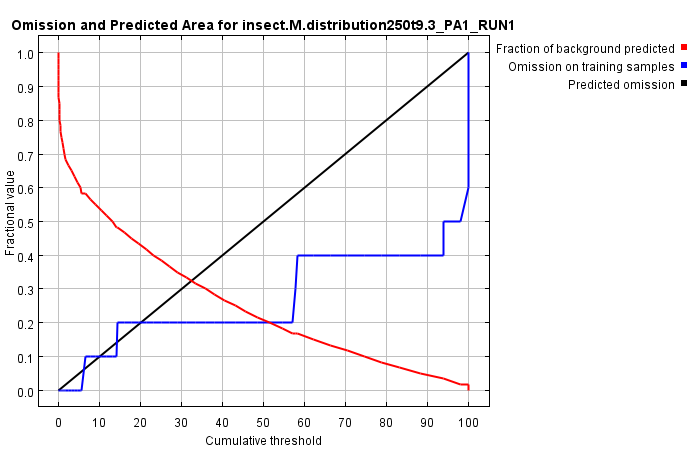 Omission and Predicted Area for insect.M.distribution250t9.3_PA1_RUN1
Fraction of background predicted
Omission on training samples
Predicted omission
Fractional value
1.0
0.9
0.8
0.7
0.6
0.5
0.4
0.3
0.2
0.1
0.0
0 10 20 30 40 50 60 70 80 90 100
Cumulative threshold